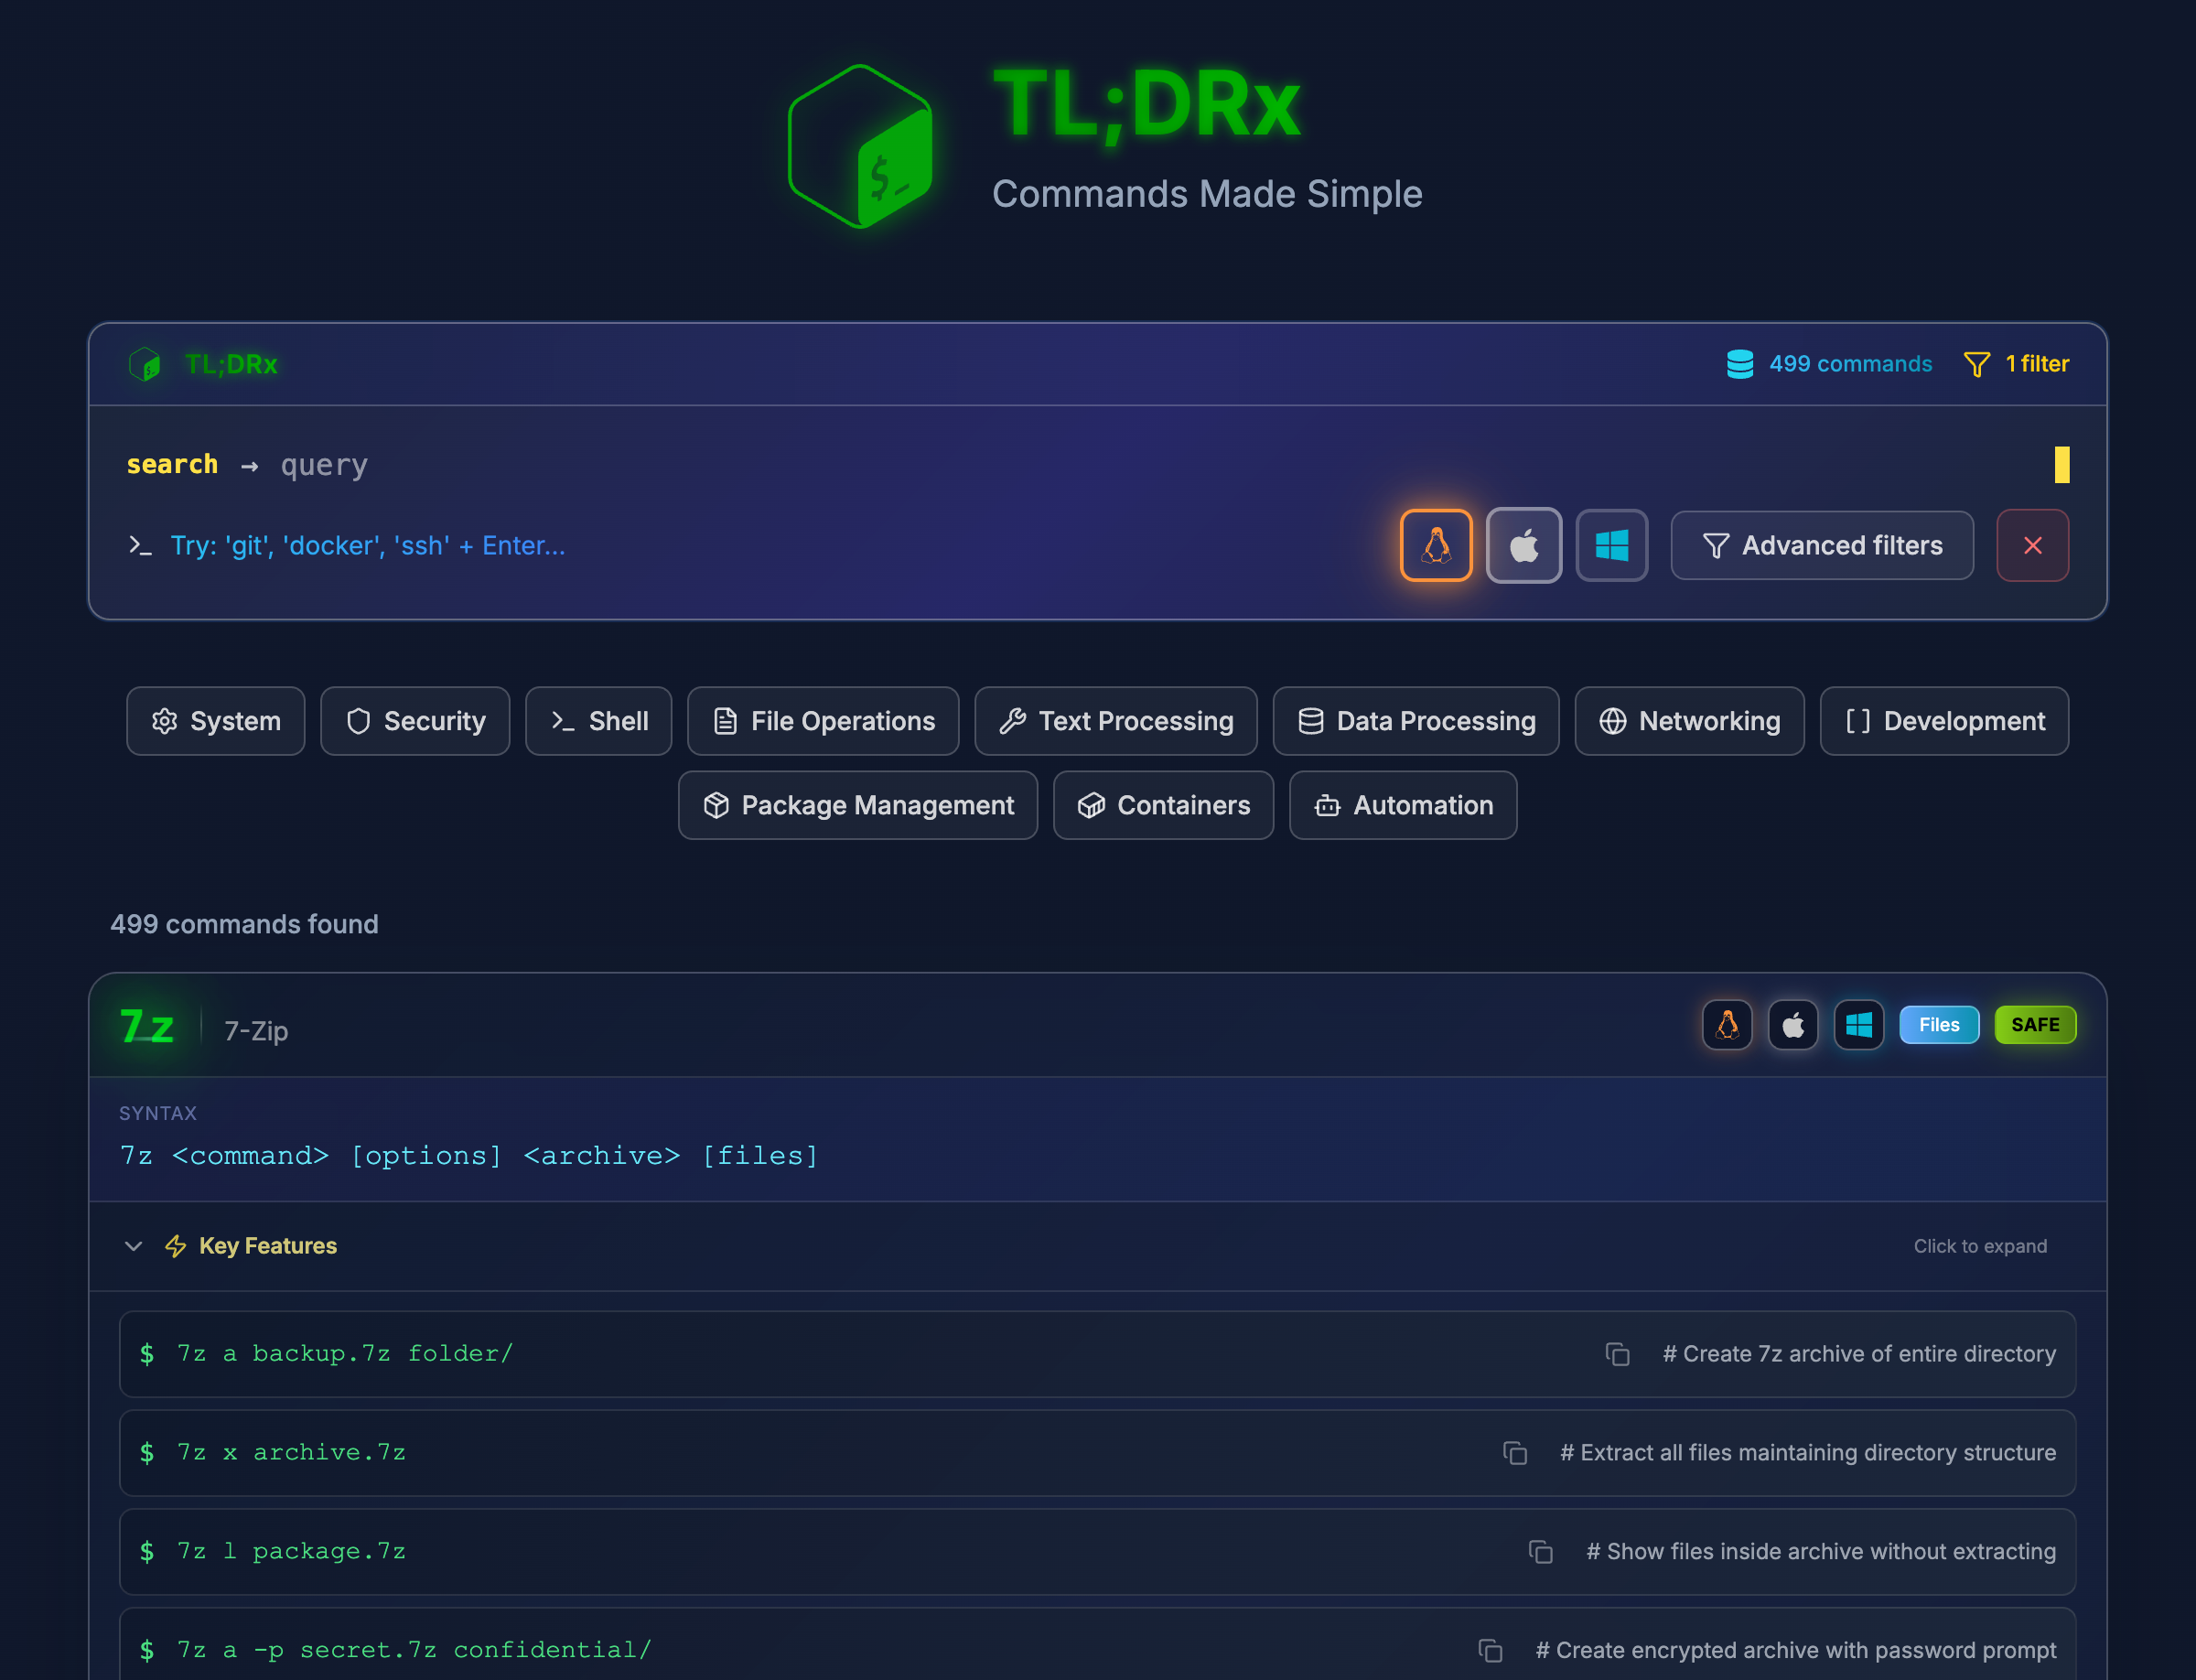 $_
TL;DRx
Commands Made Simple
$_
TL;DRx
499 commands
1 filter
search → query
>_ Try: 'git', 'docker', 'ssh' + Enter...
Advanced filters
System
Security
Shell
File Operations
Text Processing
Data Processing
Networking
Development
Package Management
Containers
Automation
499 commands found
7z
7-Zip
Files
SAFE
SYNTAX
7z <command> [options] <archive> [files]
Key Features
Click to expand
$ 7z a backup.7z folder/
# Create 7z archive of entire directory
$ 7z x archive.7z
# Extract all files maintaining directory structure
$ 7z l package.7z
# Show files inside archive without extracting
$ 7z a -p secret.7z confidential/
# Create encrypted archive with password prompt